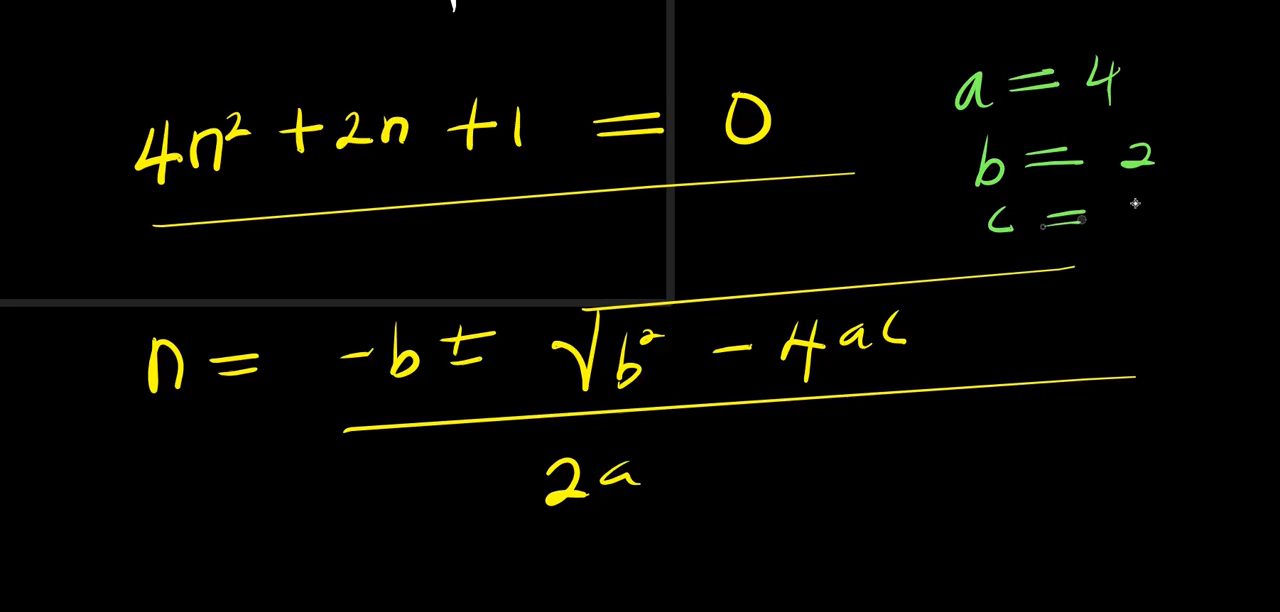 4n² + 2n + 1 = 0
a = 4
b = 2
c =
n = -b ± √b² - 4ac
2a